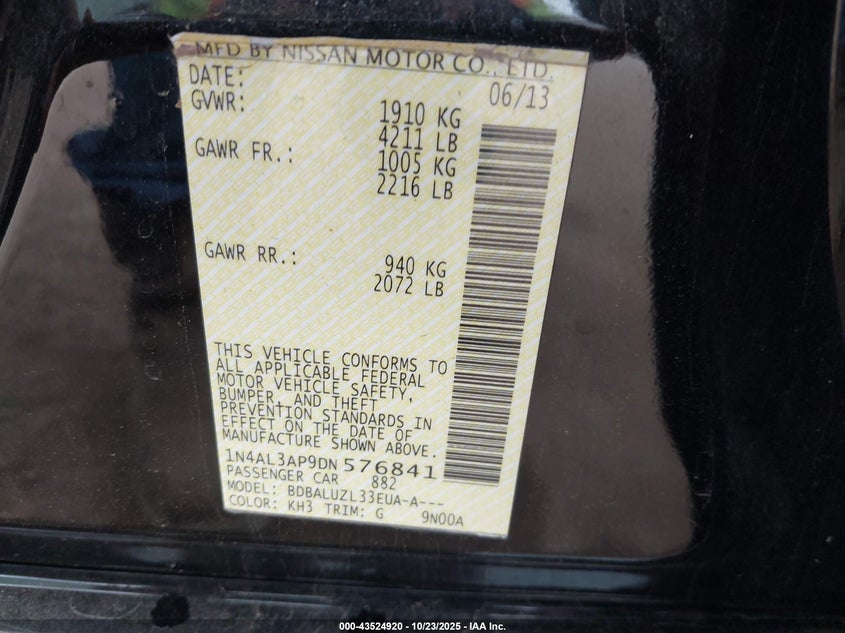 MFD BY NISSAN MOTOR CO., LTD.
DATE: 06/13
GVWR: 1910 KG
4211 LB
GAWR FR.: 1005 KG
2216 LB
GAWR RR.: 940 KG
2072 LB
THIS VEHICLE CONFORMS TO
ALL APPLICABLE FEDERAL
MOTOR VEHICLE SAFETY,
BUMPER, AND THEFT
PREVENTION STANDARDS IN
EFFECT ON THE DATE OF
MANUFACTURE SHOWN ABOVE.
1N4AL3AP9DN576841
PASSENGER CAR 882
MODEL: BDBALUZL33EUA-A---
COLOR: KH3 TRIM: G 9N00A
000-43524920 - 10/23/2025 - IAA Inc.